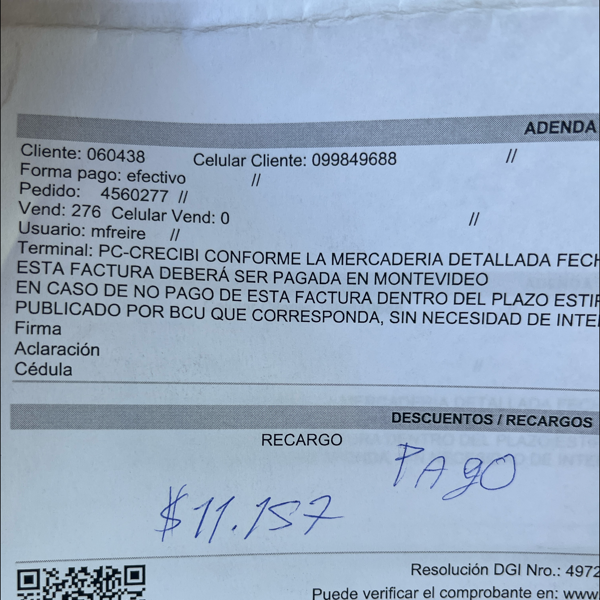 ADENDA
Cliente: 060438 Celular Cliente: 099849688 //
Forma pago: efectivo //
Pedido: 4560277 //
Vend: 276 Celular Vend: 0 //
Usuario: mfreire //
Terminal: PC-CRECIBI CONFORME LA MERCADERIA DETALLADA FECH
ESTA FACTURA DEBERÁ SER PAGADA EN MONTEVIDEO
EN CASO DE NO PAGO DE ESTA FACTURA DENTRO DEL PLAZO ESTIP
PUBLICADO POR BCU QUE CORRESPONDA, SIN NECESIDAD DE INTE
Firma
Aclaración
Cédula
DESCUENTOS / RECARGOS
RECARGO
PAGO
$11.157
Resolución DGI Nro.: 4972
Puede verificar el comprobante en: www.